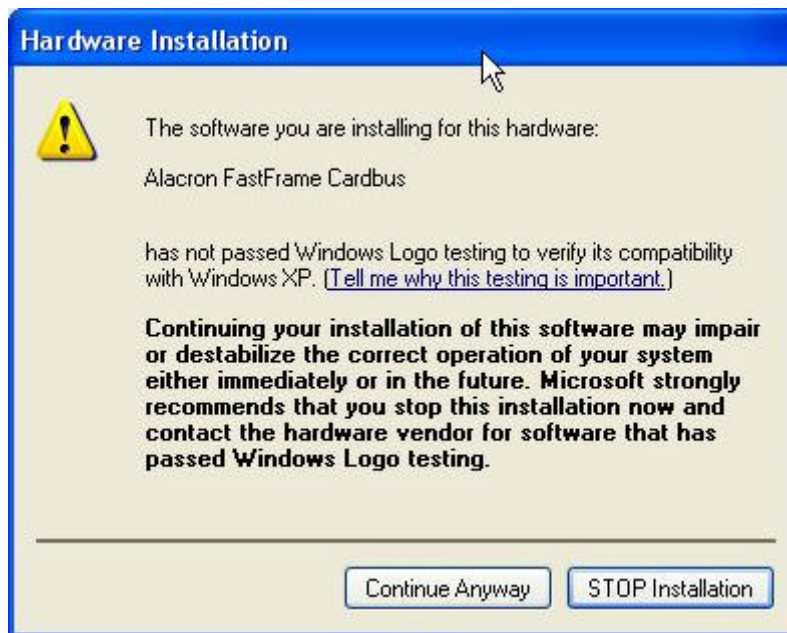 Hardware Installation
The software you are installing for this hardware:
Alacron FastFrame Cardbus
has not passed Windows Logo testing to verify its compatibility
with Windows XP. (Tell me why this testing is important.)
Continuing your installation of this software may impair
or destabilize the correct operation of your system
either immediately or in the future. Microsoft strongly
recommends that you stop this installation now and
contact the hardware vendor for software that has
passed Windows Logo testing.
Continue Anyway
STOP Installation